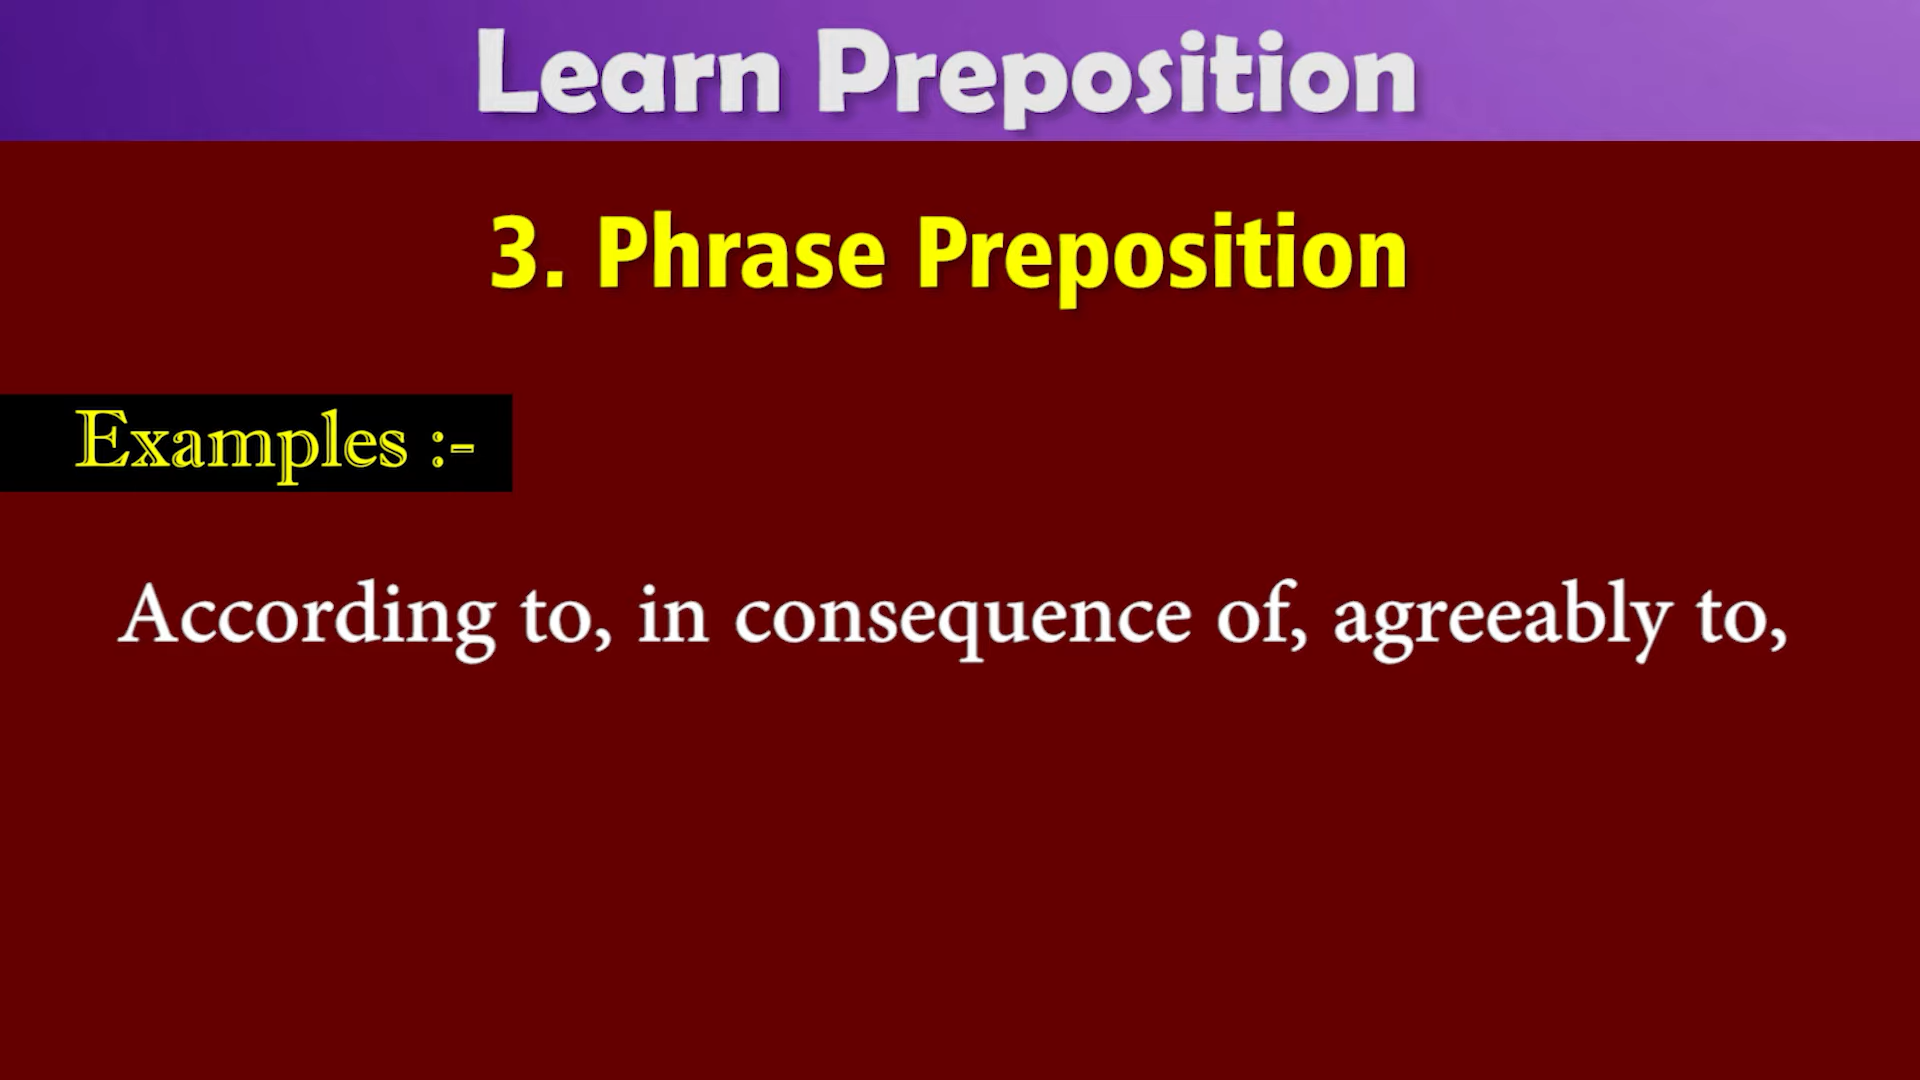 Learn Preposition
3. Phrase Preposition
Examples :-
According to, in consequence of, agreeably to,